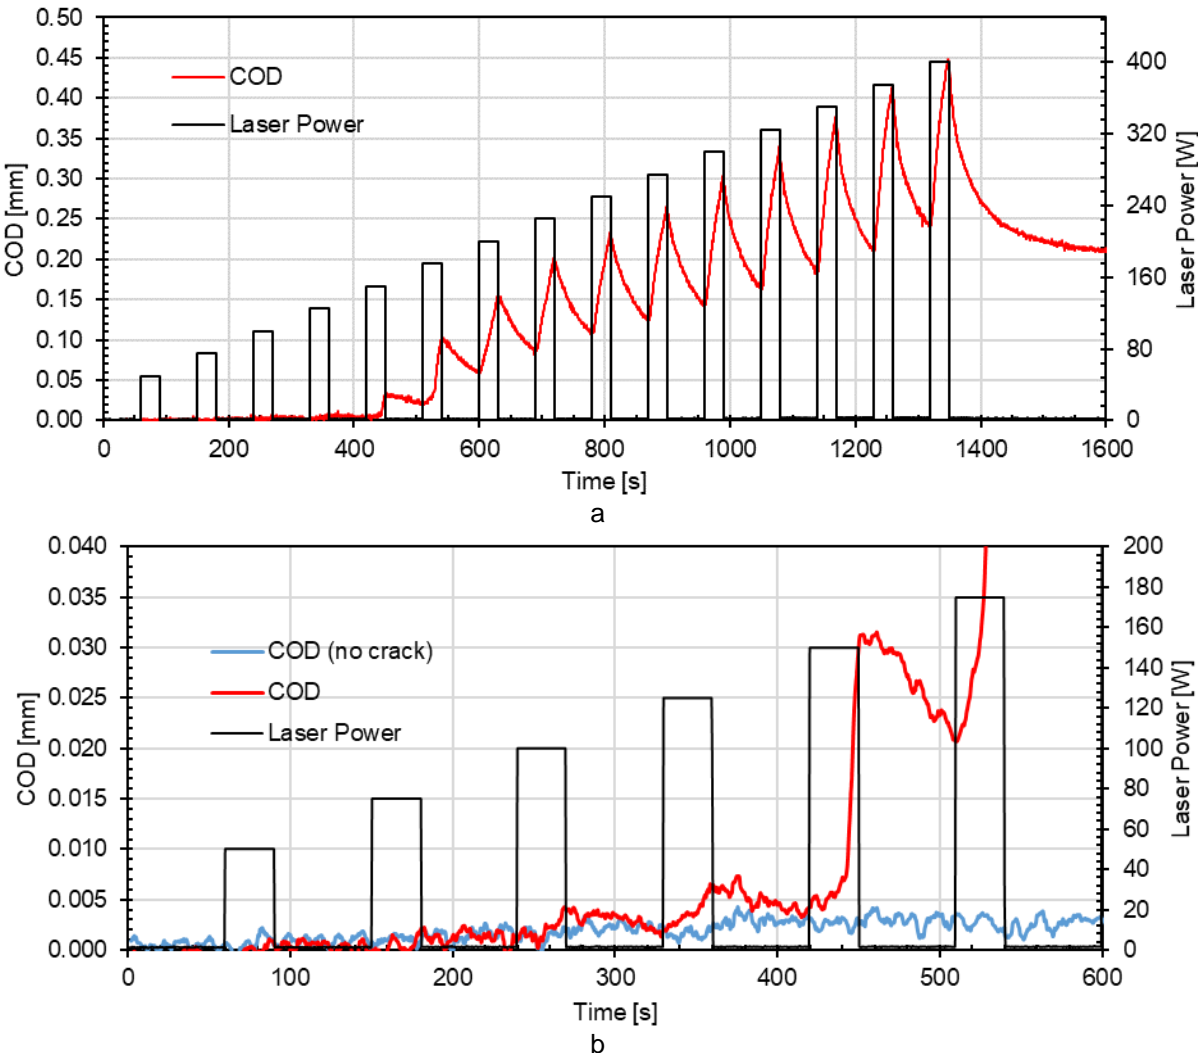 0.50
0.45
0.40
0.35
0.30
0.25
0.20
0.15
0.10
0.05
0.00
COD [mm]
COD
Laser Power
400
320
240
160
80
0
Laser Power [W]
0 200 400 600 800 1000 1200 1400 1600
Time [s]
a
0.040
0.035
0.030
0.025
0.020
0.015
0.010
0.005
0.000
COD [mm]
COD (no crack)
COD
Laser Power
200
180
160
140
120
100
80
60
40
20
0
Laser Power [W]
0 100 200 300 400 500 600
Time [s]
b